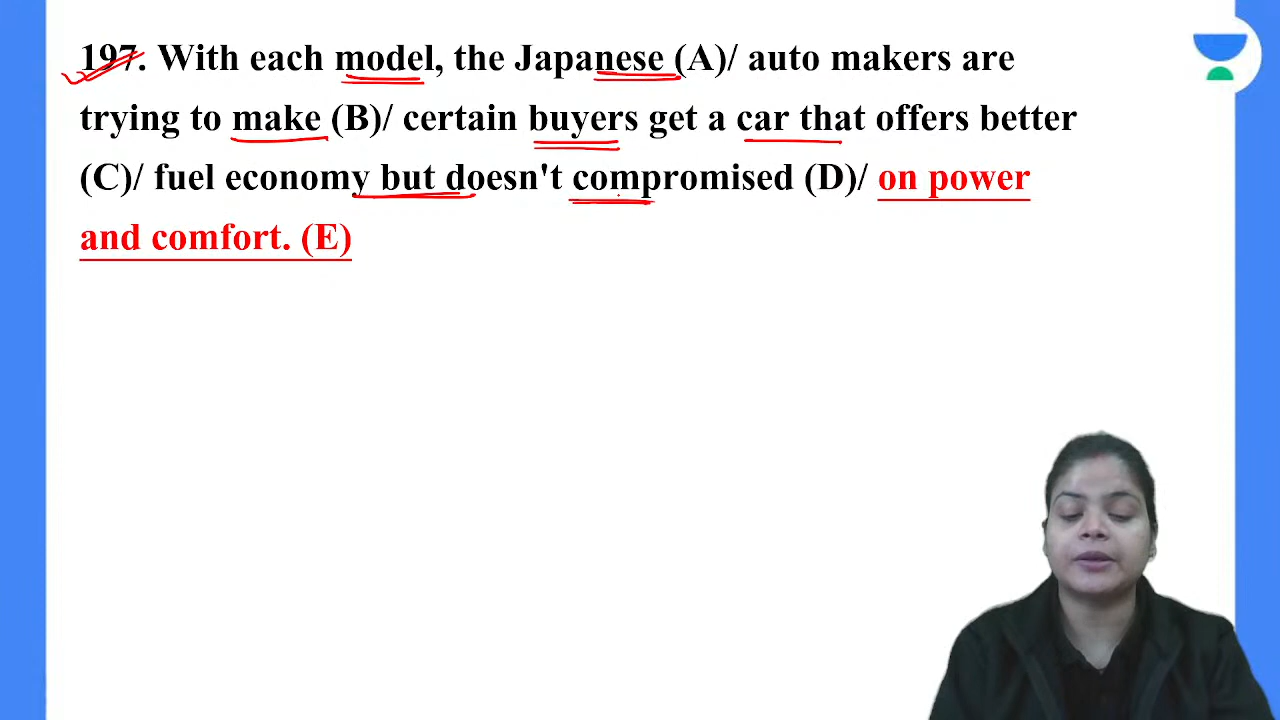 197. With each model, the Japanese (A)/ auto makers are
trying to make (B)/ certain buyers get a car that offers better
(C)/ fuel economy but doesn't compromised (D)/ on power
and comfort. (E)